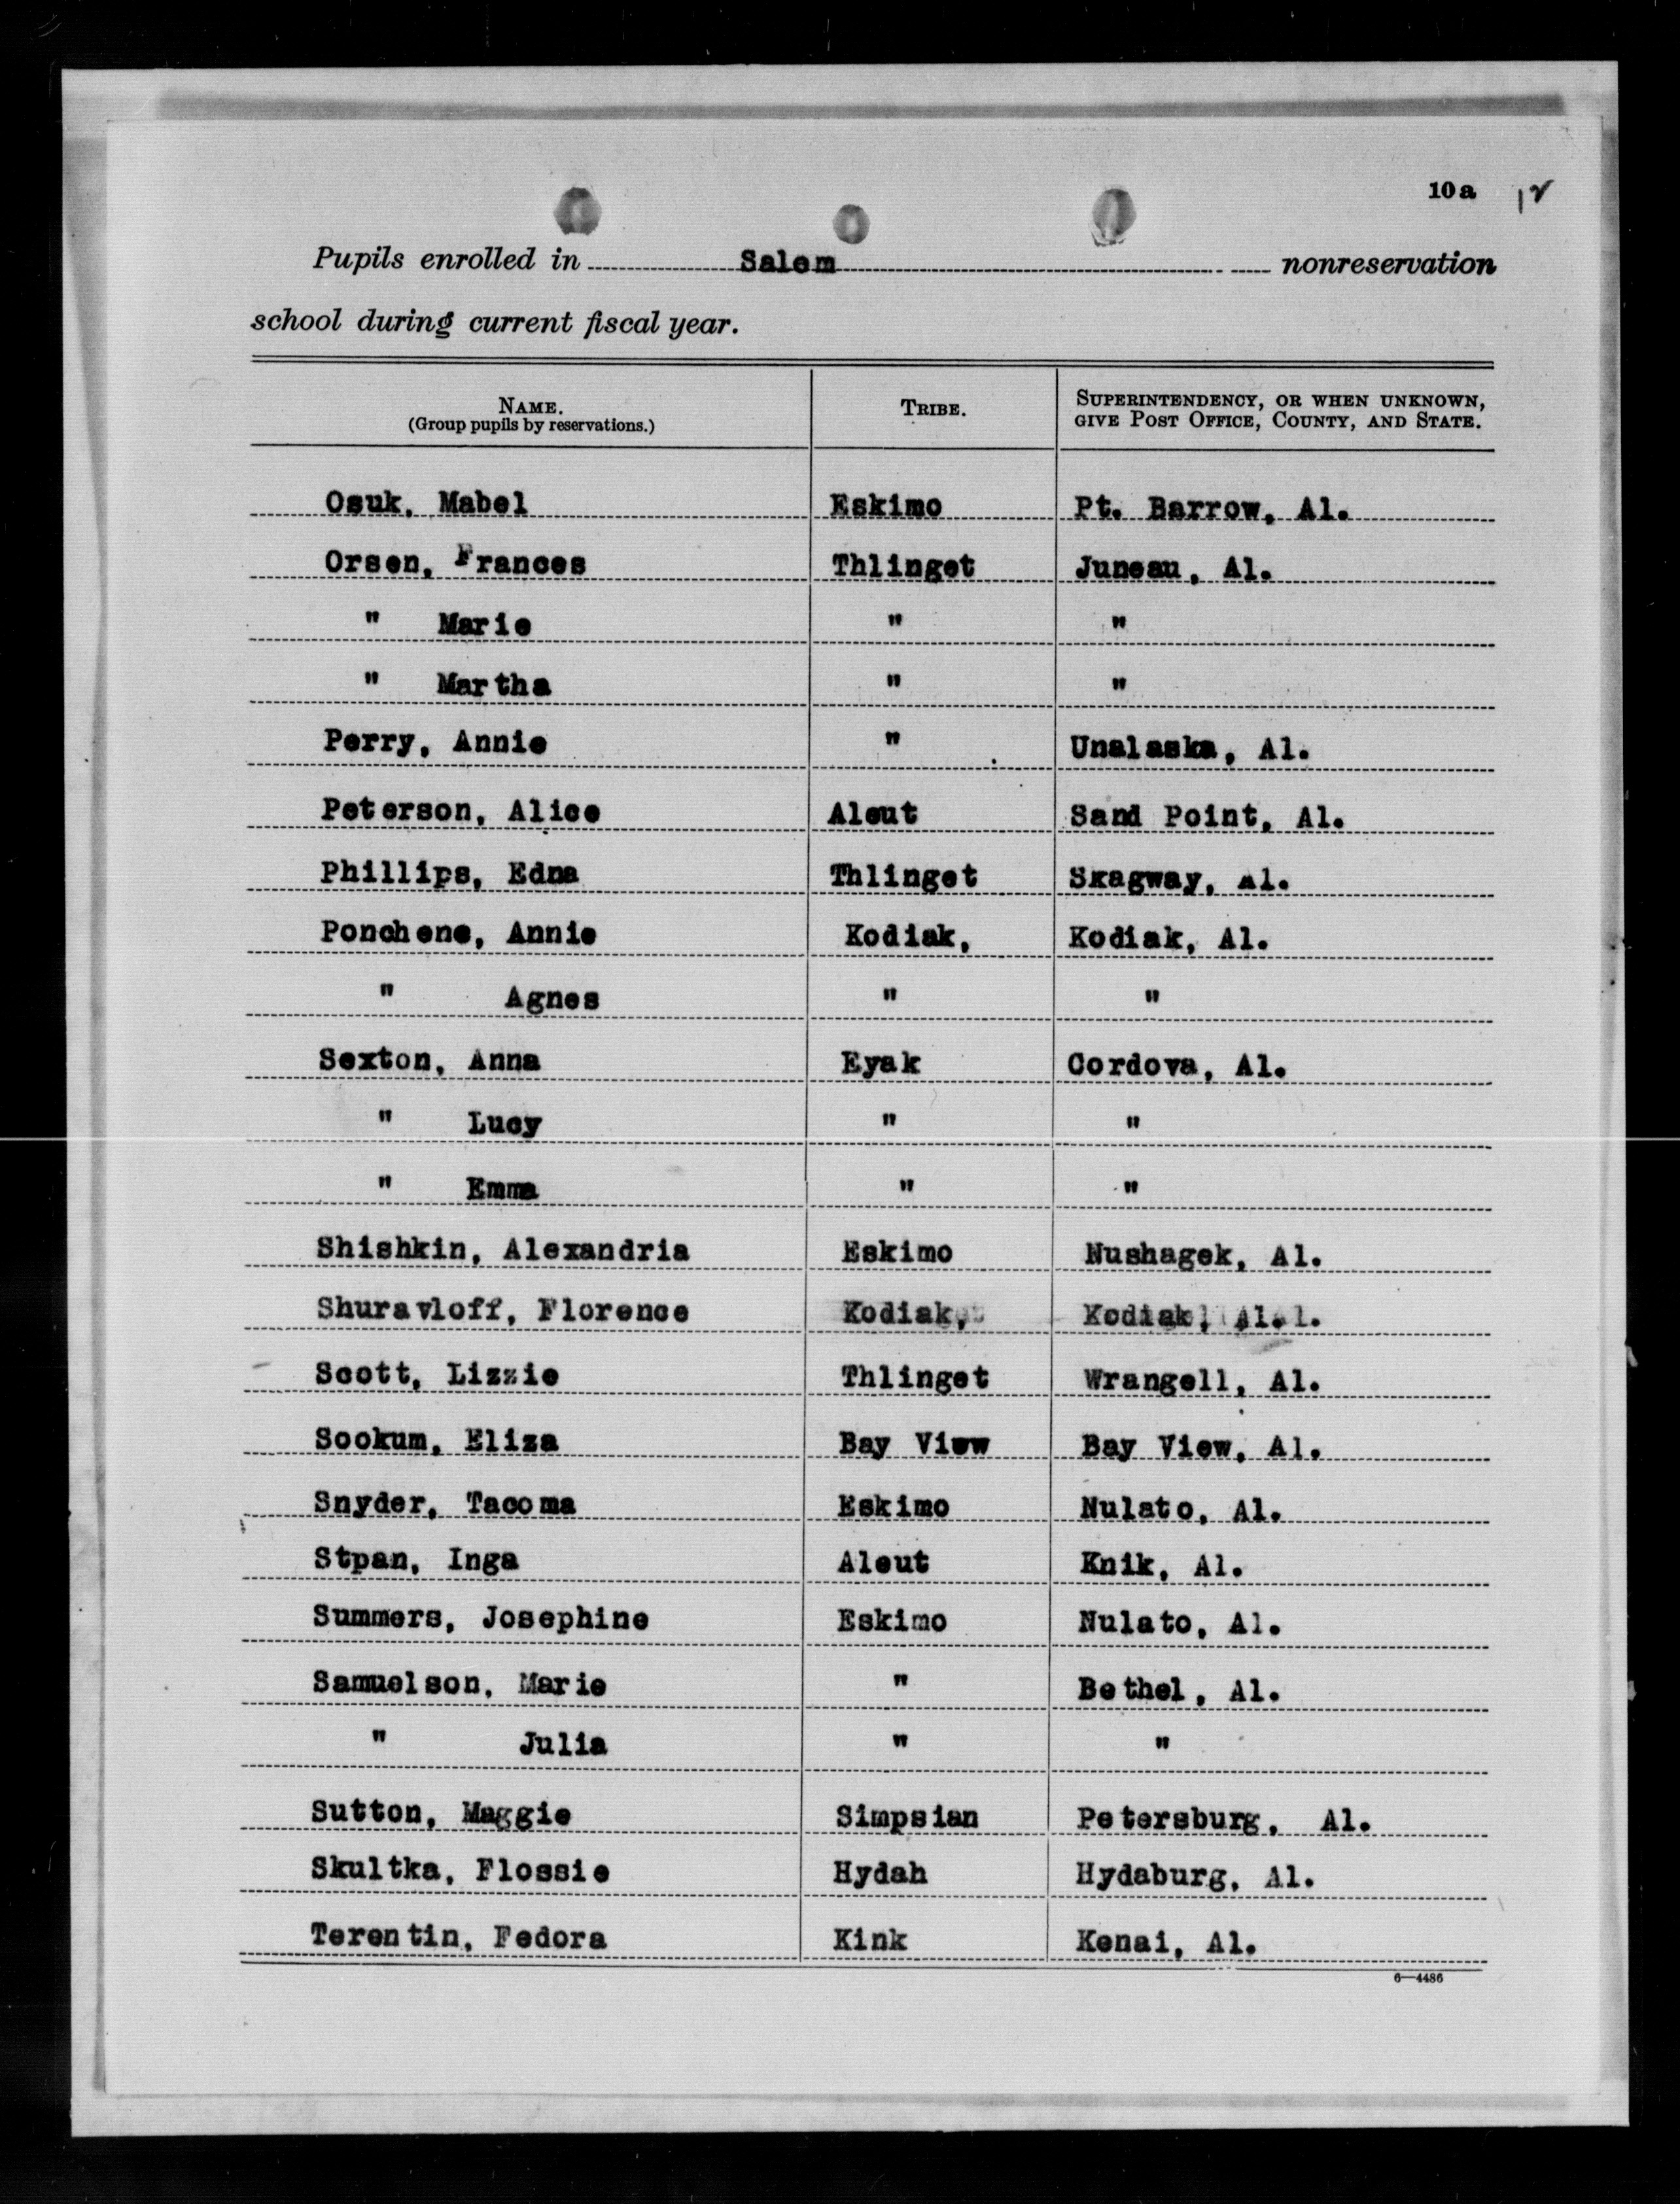 10a 12
Pupils enrolled in Salem nonreservation
school during current fiscal year.
NAME. TRIBE. SUPERINTENDENCY, OR WHEN UNKNOWN,
(Group pupils by reservations.) GIVE POST OFFICE, COUNTY, AND STATE.
Osuk, Mabel Eskimo Pt. Barrow, Al.
Orsen, Frances Thlinget Juneau, Al.
" Marie " "
" Martha " "
Perry, Annie " Unalaska, Al.
Peterson, Alice Aleut Sand Point, Al.
Phillips, Edna Thlinget Skagway, Al.
Ponchene, Annie Kodiak, Kodiak, Al.
" Agnes " "
Sexton, Anna Eyak Cordova, Al.
" Lucy " "
" Emma " "
Shishkin, Alexandria Eskimo Nushagek, Al.
Shuravloff, Florence Kodiak, Kodiak, Al.
Scott, Lizzie Thlinget Wrangell, Al.
Sookum, Eliza Bay View Bay View, Al.
Snyder, Tacoma Eskimo Nulato, Al.
Stpan, Inga Aleut Knik, Al.
Summers, Josephine Eskimo Nulato, Al.
Samuelson, Marie " Bethel, Al.
" Julia " "
Sutton, Maggie Simpsian Petersburg, Al.
Skultka, Flossie Hydah Hydaburg, Al.
Terentin, Fedora Kink Kenai, Al.
6—4486